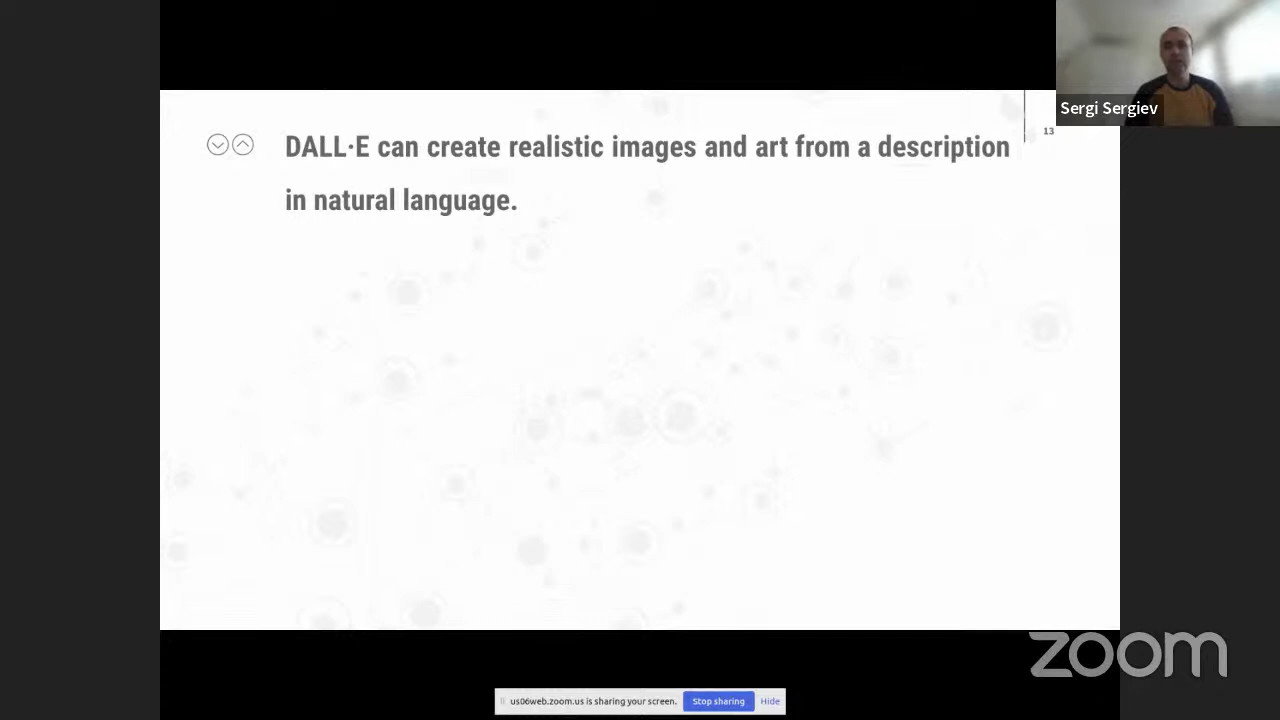 Sergi Sergiev
13
DALL·E can create realistic images and art from a description
in natural language.
zoom
us06web.zoom.us is sharing your screen. Stop sharing Hide